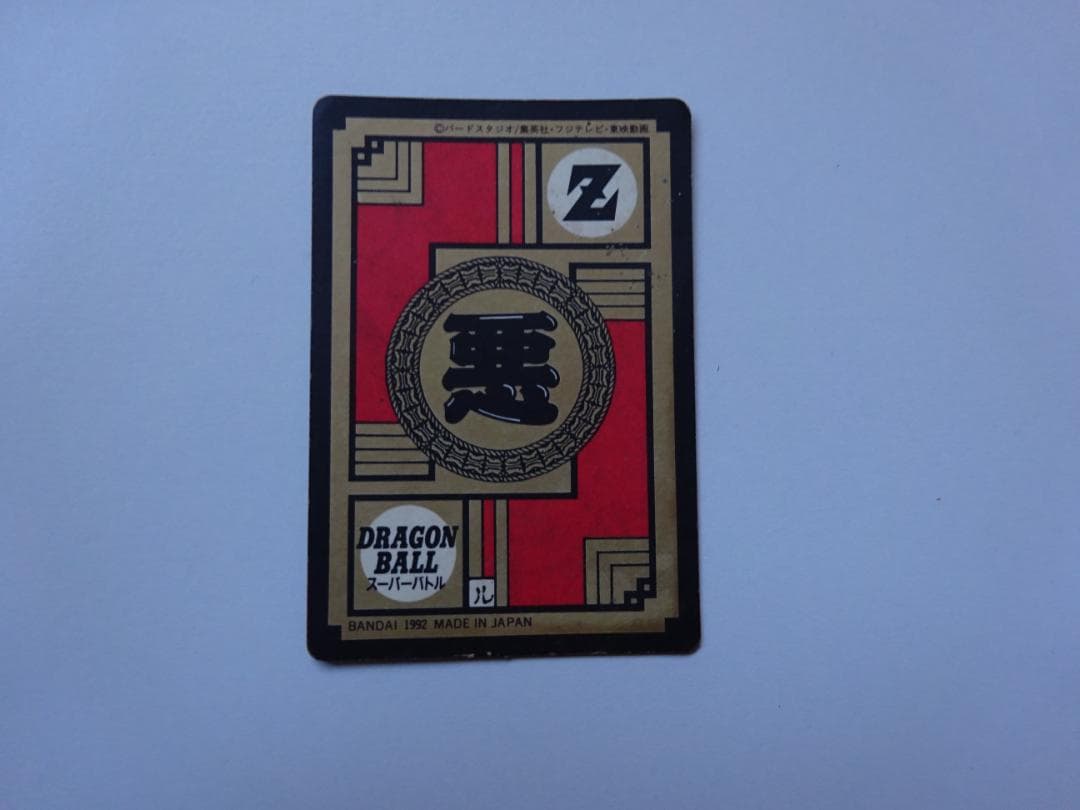 ©バードスタジオ/集英社・フジテレビ・東映動画
Z
悪
DRAGON
BALL
スーパーバトル
ル
BANDAI 1992 MADE IN JAPAN